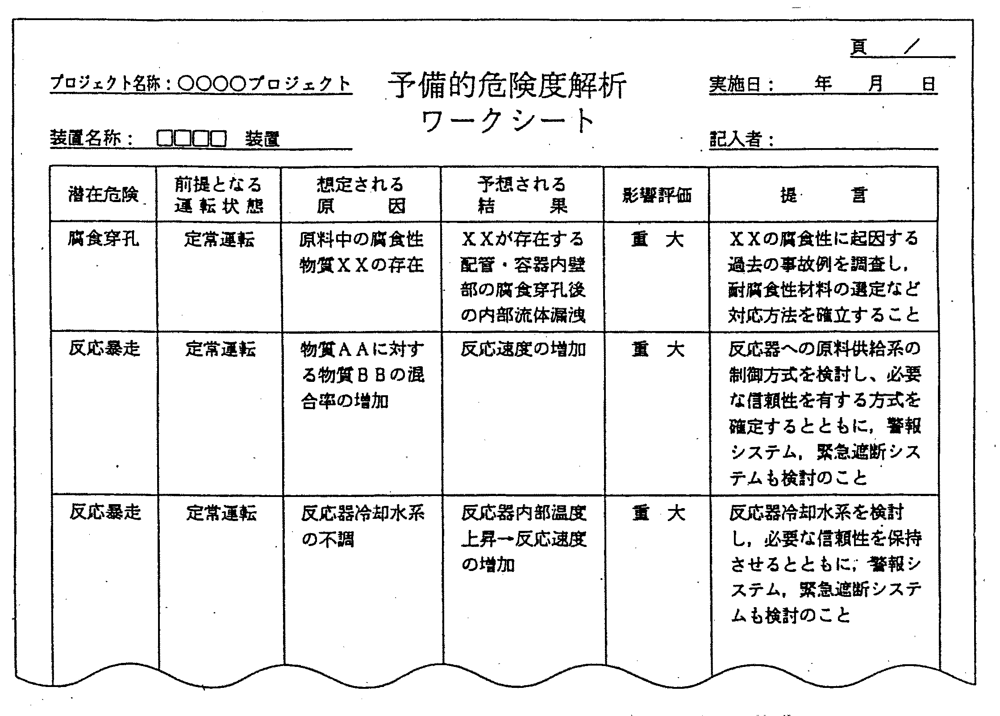 頁　　／
プロジェクト名称：○○○○プロジェクト
予備的危険度解析
ワークシート
実施日：　　年　　月　　日
装置名称：　□□□□　装置
記入者：
潜在危険
前提となる
運転状態
想定される
原　　　因
予想される
結　　　果
影響評価
提　　　言
腐食穿孔
定常運転
原料中の腐食性
物質ＸＸの存在
ＸＸが存在する
配管・容器内壁
部の腐食穿孔後
の内部流体漏洩
重　大
ＸＸの腐食性に起因する
過去の事故例を調査し，
耐腐食性材料の選定など
対応方法を確立すること
反応暴走
定常運転
物質ＡＡに対す
る物質ＢＢの混
合率の増加
反応速度の増加
重　大
反応器への原料供給系の
制御方式を検討し、必要
な信頼性を有する方式を
確定するとともに，警報
システム，緊急遮断シス
テムも検討のこと
反応暴走
定常運転
反応器冷却水系
の不調
反応器内部温度
上昇→反応速度
の増加
重　大
反応器冷却水系を検討
し，必要な信頼性を保持
させるとともに，警報シ
ステム，緊急遮断システ
ムも検討のこと